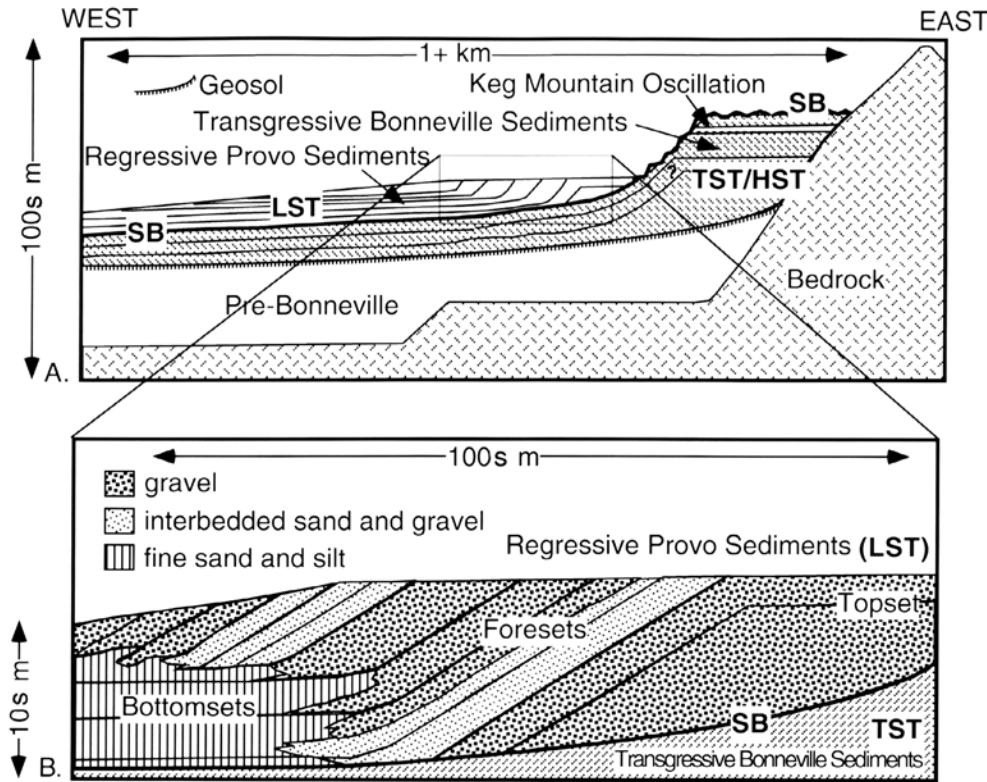 WEST
EAST
1+ km
Geosol
Keg Mountain Oscillation
SB
Transgressive Bonneville Sediments
Regressive Provo Sediments
TST/HST
LST
SB
100s m
Pre-Bonneville
Bedrock
A.
?
100s m
gravel
interbedded sand and gravel
fine sand and silt
Regressive Provo Sediments (LST)
Topset
Foresets
Bottomsets
10s m
SB
TST
Transgressive Bonneville Sediments
B.